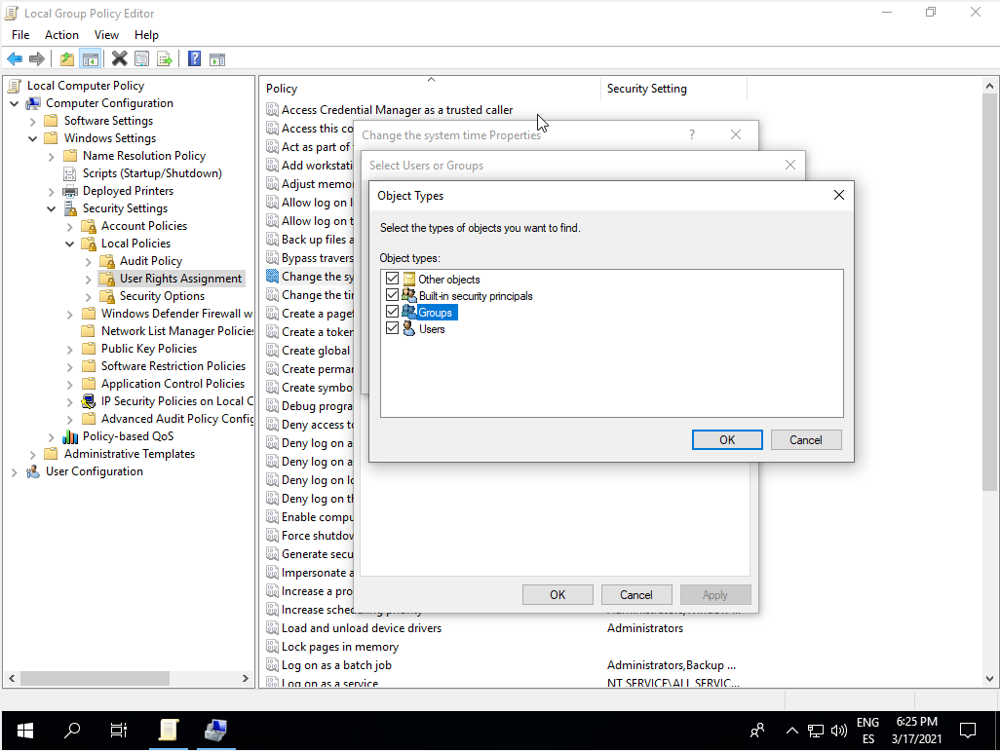 Local Group Policy Editor
File Action View Help
Local Computer Policy
Computer Configuration
Software Settings
Windows Settings
Name Resolution Policy
Scripts (Startup/Shutdown)
Deployed Printers
Security Settings
Account Policies
Local Policies
Audit Policy
User Rights Assignment
Security Options
Windows Defender Firewall w
Network List Manager Policies
Public Key Policies
Software Restriction Policies
Application Control Policies
IP Security Policies on Local C
Advanced Audit Policy Config
Policy-based QoS
Administrative Templates
User Configuration
Policy Security Setting
Access Credential Manager as a trusted caller
Access this co
Act as part of
Add workstati
Adjust memo
Allow log on l
Allow log on t
Back up files a
Bypass travers
Change the sy
Change the ti
Create a pagef
Create a token
Create global
Create perman
Create symbo
Debug progra
Deny access to
Deny log on a
Deny log on a
Deny log on lo
Deny log on th
Enable compu
Force shutdow
Generate secu
Impersonate a
Increase a pro
Increase scheduling priority Administrators,Window ...
Load and unload device drivers Administrators
Lock pages in memory
Log on as a batch job Administrators,Backup ...
Log on as a service NT SERVICE\ALL SERVIC...
Change the system time Properties ?
Select Users or Groups
Object Types
Select the types of objects you want to find.
Object types:
Other objects
Built-in security principals
Groups
Users
OK Cancel
OK Cancel Apply
ENG
ES
6:25 PM
3/17/2021